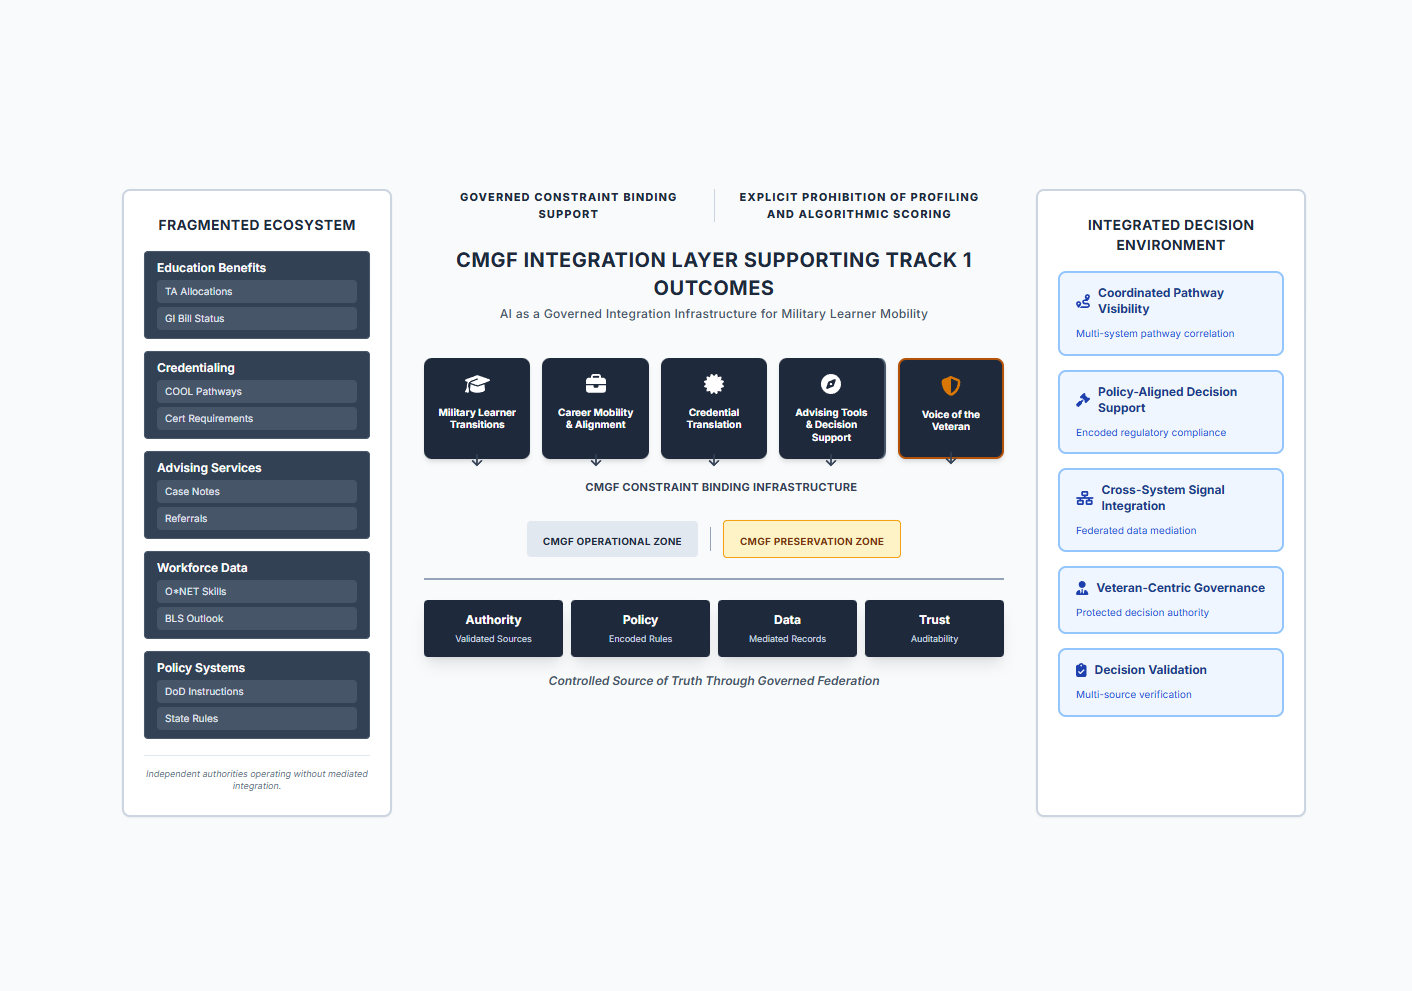 FRAGMENTED ECOSYSTEM
Education Benefits
TA Allocations
GI Bill Status
Credentialing
COOL Pathways
Cert Requirements
Advising Services
Case Notes
Referrals
Workforce Data
O*NET Skills
BLS Outlook
Policy Systems
DoD Instructions
State Rules
Independent authorities operating without mediated
integration.
GOVERNED CONSTRAINT BINDING
SUPPORT
EXPLICIT PROHIBITION OF PROFILING
AND ALGORITHMIC SCORING
CMGF INTEGRATION LAYER SUPPORTING TRACK 1
OUTCOMES
AI as a Governed Integration Infrastructure for Military Learner Mobility
Military Learner
Transitions
Career Mobility
& Alignment
Credential
Translation
Advising Tools
& Decision
Support
Voice of the
Veteran
CMGF CONSTRAINT BINDING INFRASTRUCTURE
CMGF OPERATIONAL ZONE
CMGF PRESERVATION ZONE
Authority
Validated Sources
Policy
Encoded Rules
Data
Mediated Records
Trust
Auditability
Controlled Source of Truth Through Governed Federation
INTEGRATED DECISION
ENVIRONMENT
Coordinated Pathway
Visibility
Multi-system pathway correlation
Policy-Aligned Decision
Support
Encoded regulatory compliance
Cross-System Signal
Integration
Federated data mediation
Veteran-Centric Governance
Protected decision authority
Decision Validation
Multi-source verification